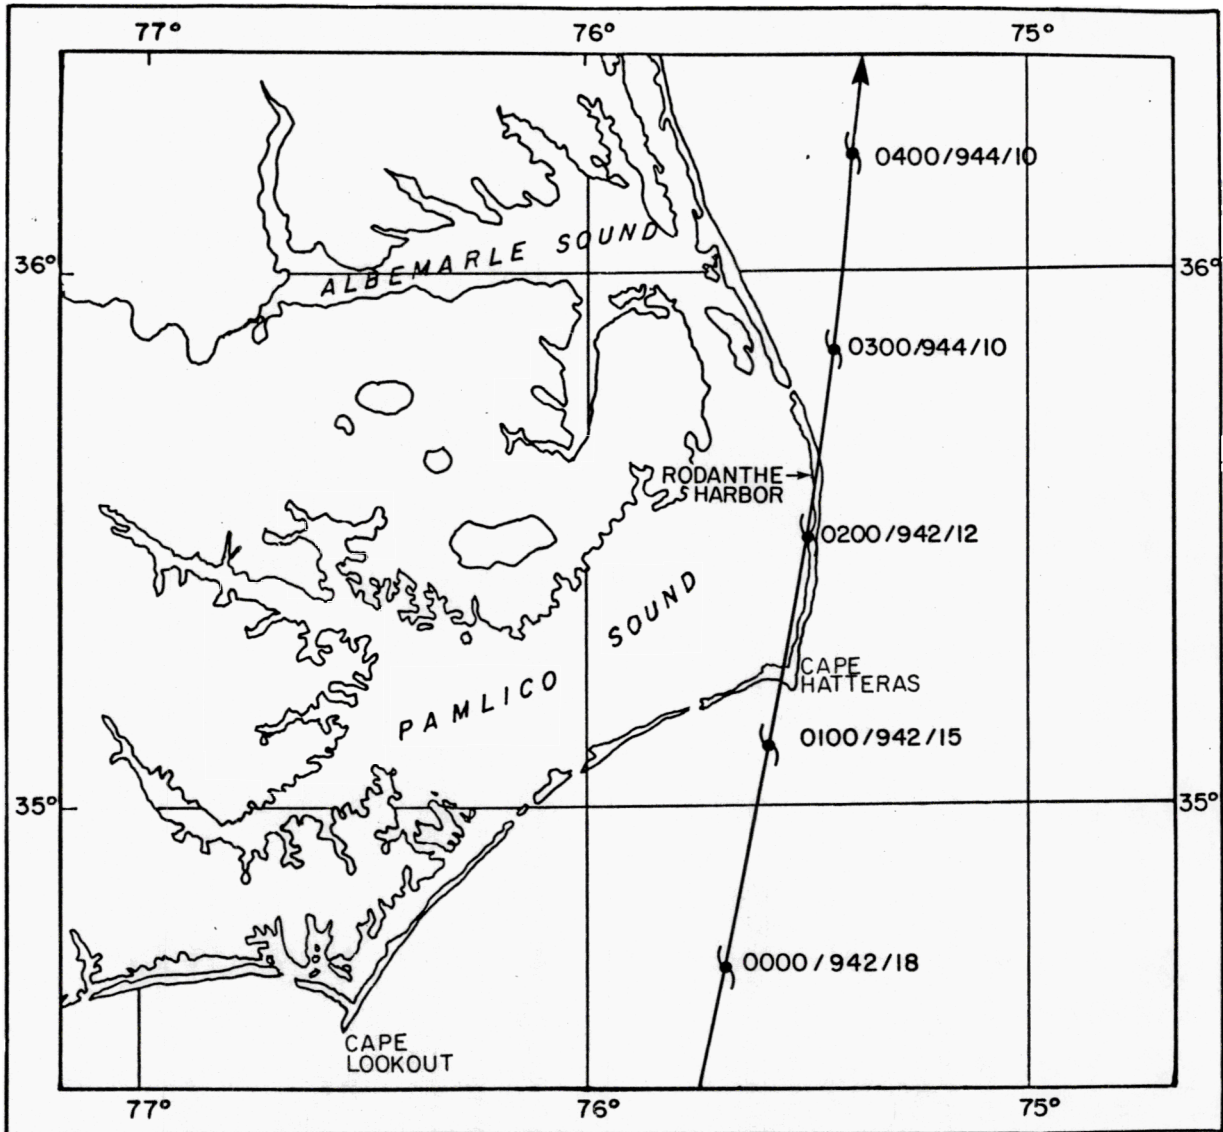 77° 76° 75°
0400/944/10
ALBEMARLE SOUND
36° 36°
0300/944/10
RODANTHE
HARBOR
0200/942/12
SOUND
CAPE
HATTERAS
PAMLICO
0100/942/15
35° 35°
0000/942/18
CAPE
LOOKOUT
77° 76° 75°